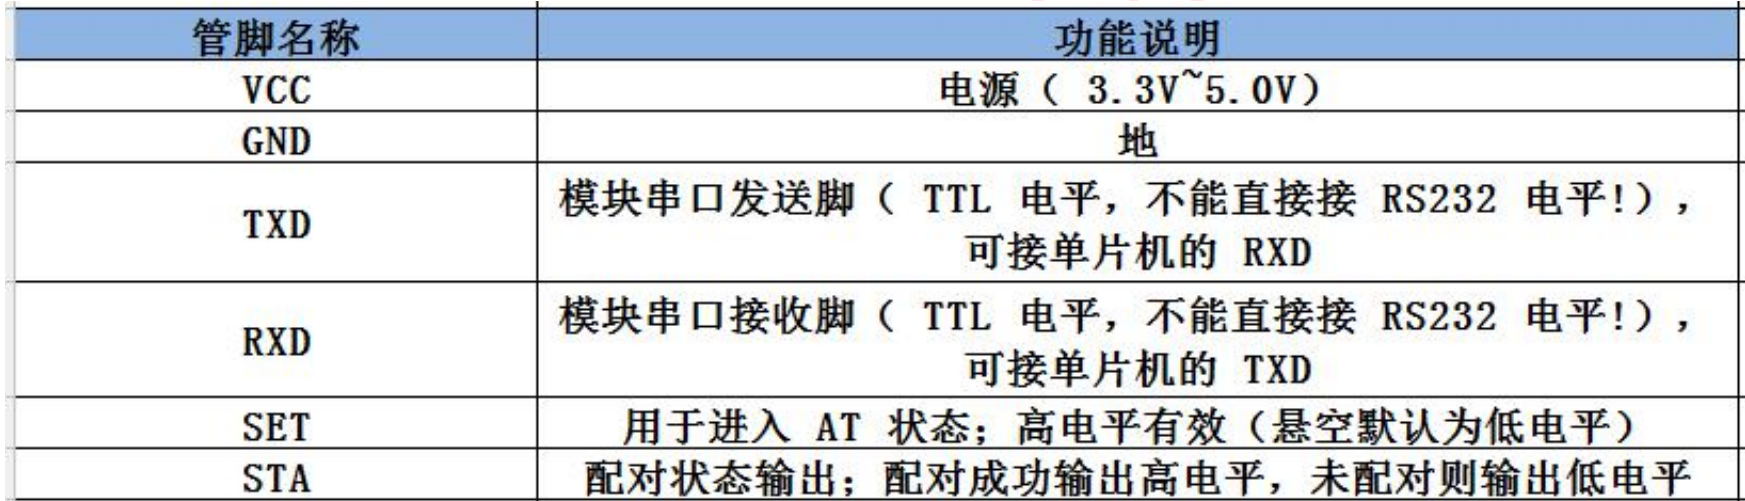 管脚名称 功能说明
VCC 电源（ 3.3V~5.0V）
GND 地
TXD 模块串口发送脚（ TTL 电平，不能直接接 RS232 电平!），
可接单片机的 RXD
RXD 模块串口接收脚（ TTL 电平，不能直接接 RS232 电平!），
可接单片机的 TXD
SET 用于进入 AT 状态；高电平有效（悬空默认为低电平）
STA 配对状态输出；配对成功输出高电平，未配对则输出低电平